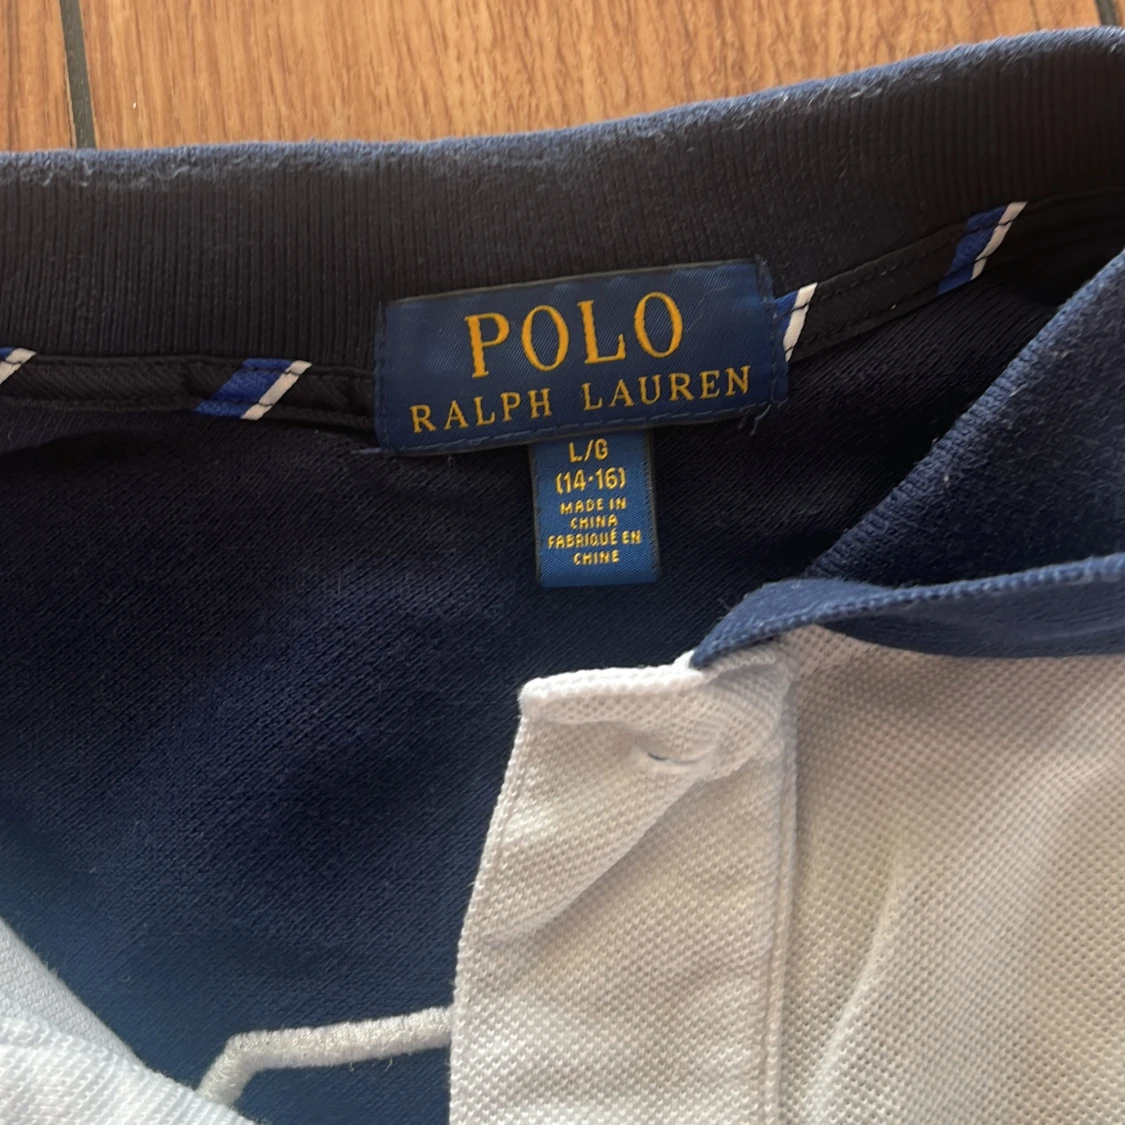 POLO
RALPH LAUREN
L/G
(14-16)
MADE IN
CHINA
FABRIQUÉ EN
CHINE